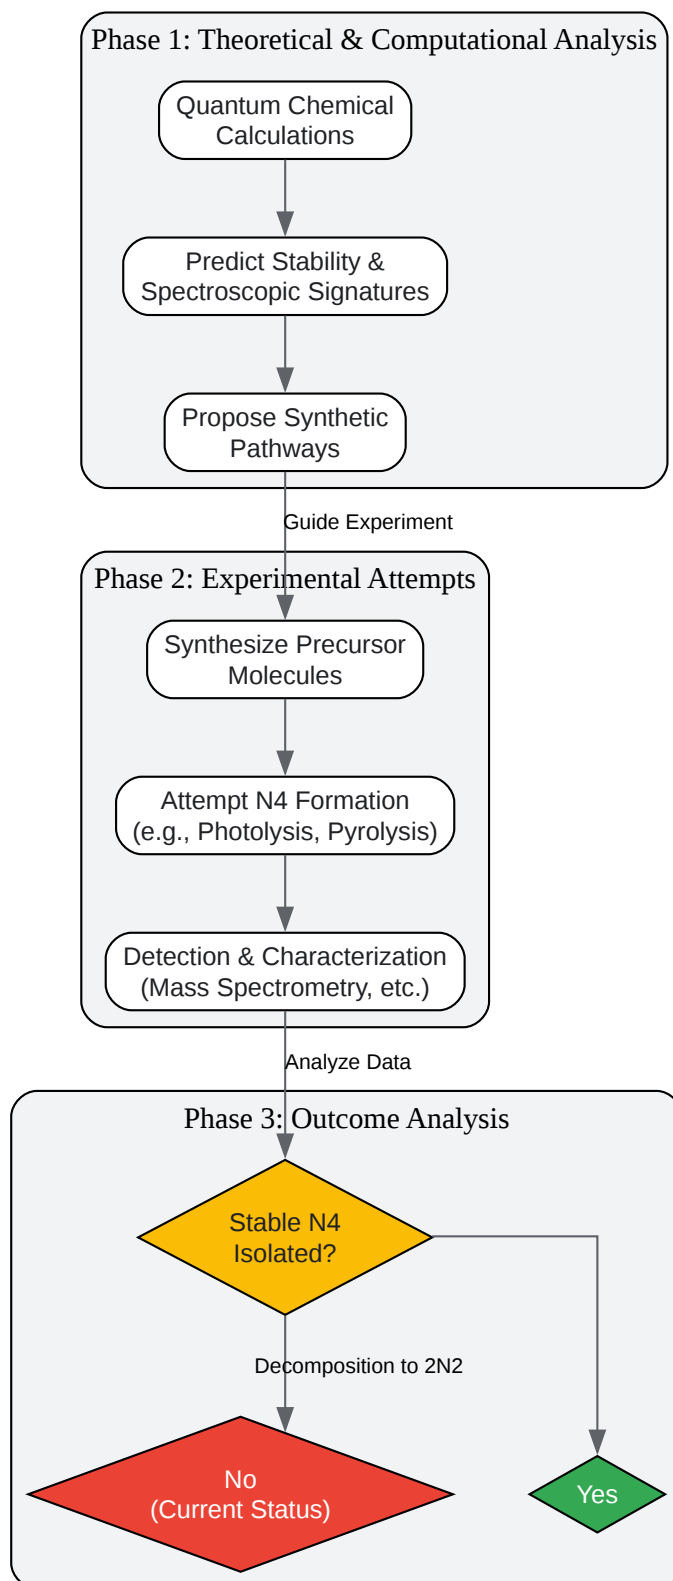 Phase 1: Theoretical & Computational Analysis
Quantum Chemical
Calculations
Predict Stability &
Spectroscopic Signatures
Propose Synthetic
Pathways
Guide Experiment
Phase 2: Experimental Attempts
Synthesize Precursor
Molecules
Attempt N4 Formation
(e.g., Photolysis, Pyrolysis)
Detection & Characterization
(Mass Spectrometry, etc.)
Analyze Data
Phase 3: Outcome Analysis
Stable N4
Isolated?
Decomposition to 2N2
No
(Current Status)
Yes